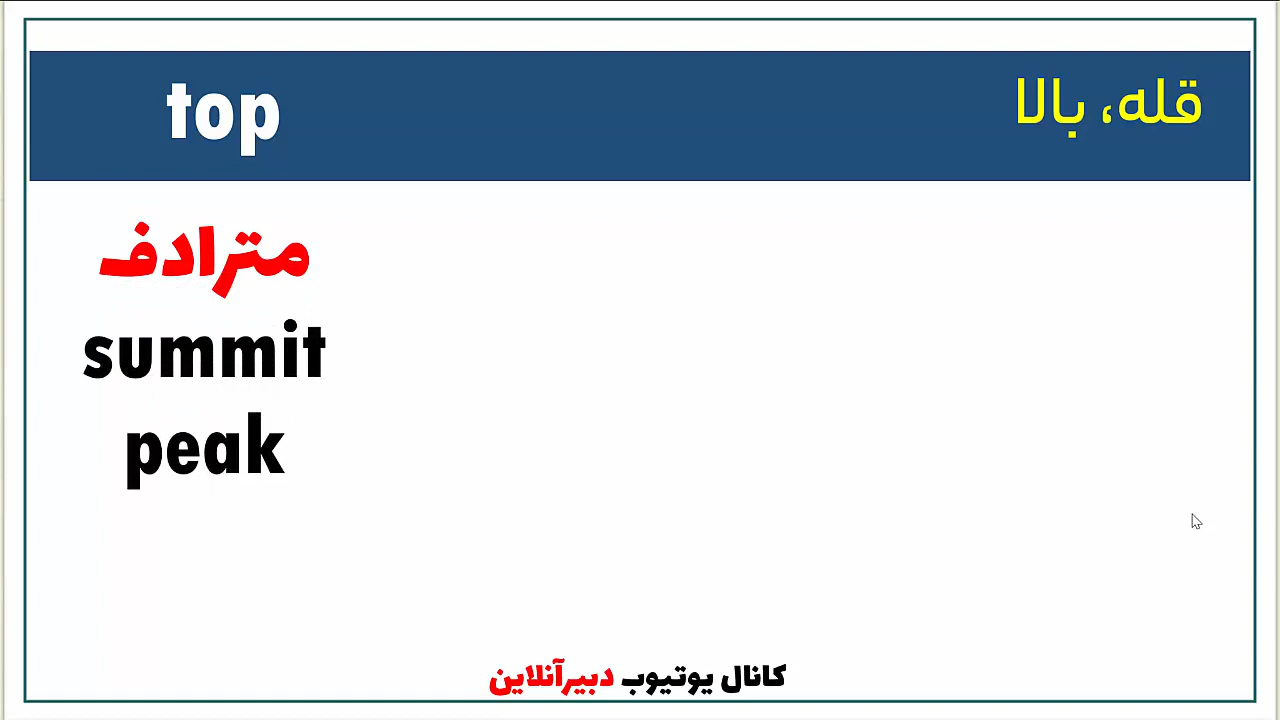 top
قله، بالا
مترادف
summit
peak
کانال یوتیوب دبیرآنلاین